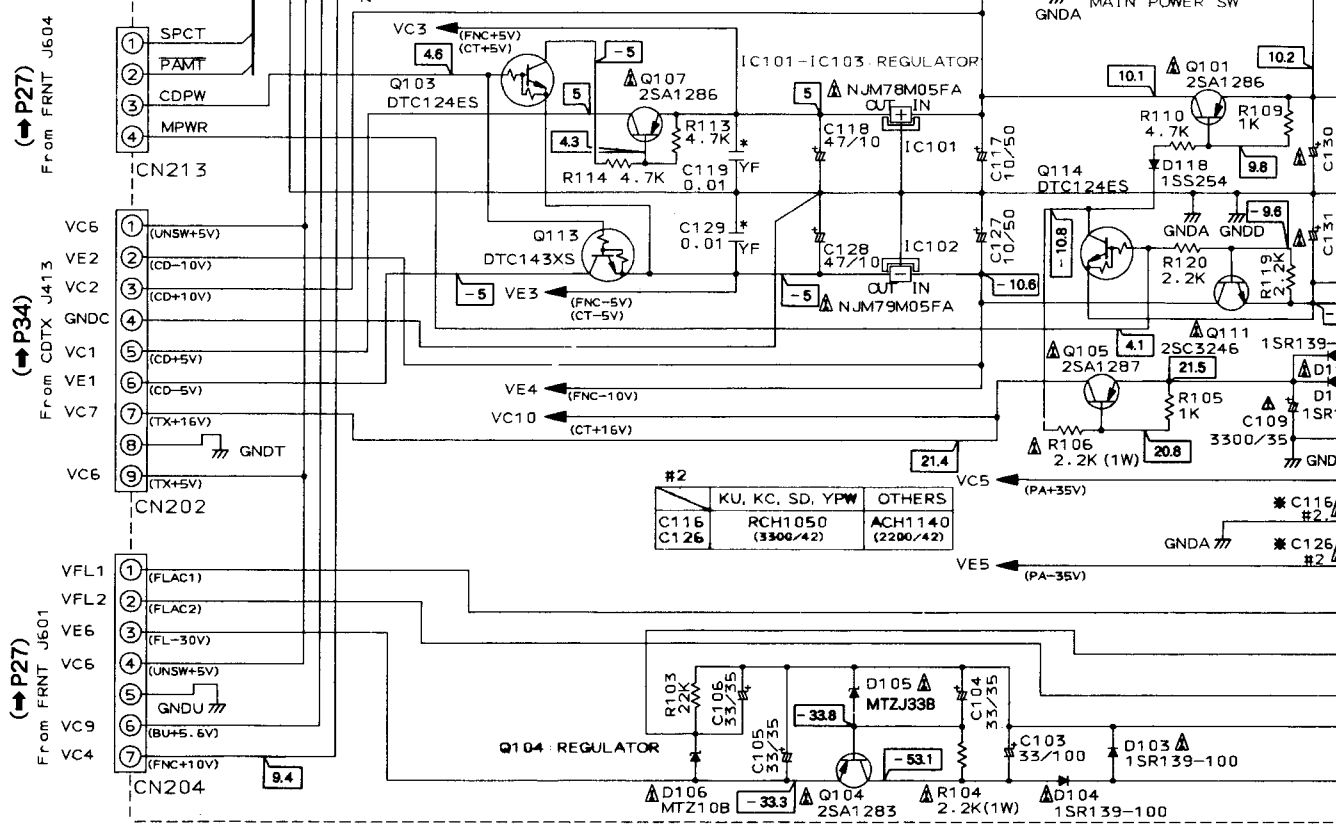 GNDA
MAIN POWER SW
(➡P27)
From FRNT J604
1 SPCT
2 PAMT
3 CDPW
4 MPWR
CN213
VC3
(FNC+5V)
(CT+5V)
4.6
Q103
DTC124ES
-5
5
Q107
2SA1286
4.3
R114 4.7K
R113
4.7K
C119
0.01
*
YF
IC101-IC103 REGULATOR
5
NJM78M05FA
OUT IN
+
IC101
C118
47/10
C117
10/50
10.1
Q101
2SA1286
10.2
R110
4.7K
R109
1K
9.8
D118
1SS254
C130
Q114
DTC124ES
(➡P34)
From CDTX J413
VC6 1 (UNSW+5V)
VE2 2 (CD-10V)
VC2 3 (CD+10V)
GNDC 4
VC1 5 (CD+5V)
VE1 6 (CD-5V)
VC7 7 (TX+16V)
8 GNDT
VC6 9 (TX+5V)
CN202
Q113
DTC143XS
C129
0.01
*
YF
-5
VE3
(FNC-5V)
(CT-5V)
C128
47/10
IC102
-
OUT IN
-5
NJM79M05FA
C127
10/50
-10.6
-10.8
GNDA
GNDD
-9.6
C131
R120
2.2K
R119
2.2K
Q111
2SC3246
4.1
1SR139-
Q105
2SA1287
21.5
R105
1K
C109
3300/35
R106
2.2K (1W)
20.8
GND
VE4
(FNC-10V)
VC10
(CT+16V)
21.4
#2
KU, KC, SD, YPW OTHERS
C116
C126
RCH1050
(3300/42)
ACH1140
(2200/42)
VC5
(PA+35V)
GNDA
※C116
#2
※C126
#2
VE5
(PA-35V)
(➡P27)
From FRNT J601
VFL1 1 (FLAC1)
VFL2 2 (FLAC2)
VE6 3 (FL-30V)
VC6 4 (UNSW+5V)
5 GNDU
VC9 6 (BU+5.6V)
VC4 7 (FNC+10V)
CN204
9.4
R103
22K
C106
33/35
C105
33/35
D105
MTZJ33B
C104
33/35
-33.8
Q104 REGULATOR
-53.1
C103
33/100
D103
1SR139-100
D106
MTZ10B
-33.3
Q104
2SA1283
R104
2.2K(1W)
D104
1SR139-100